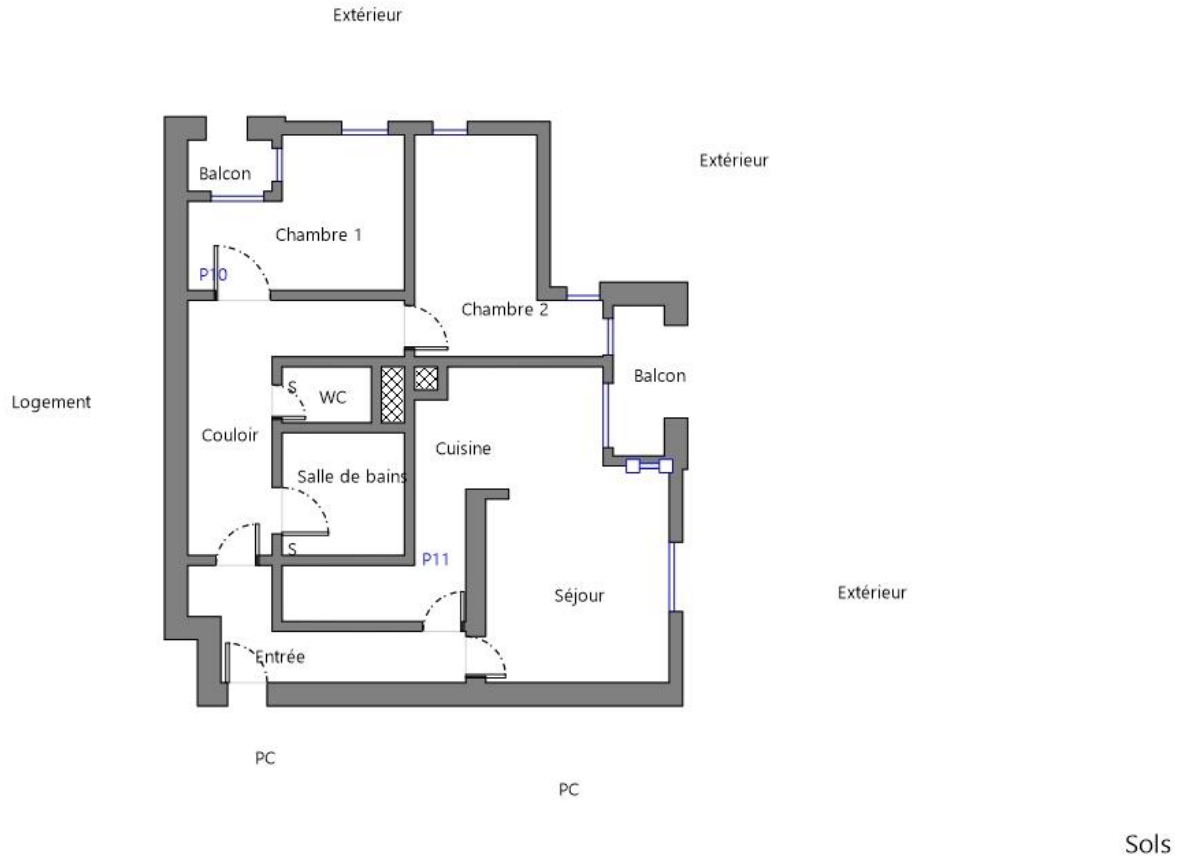 Extérieur
Extérieur
Balcon
Chambre 1
P10
Chambre 2
Balcon
Logement
S
WC
Couloir
Cuisine
Salle de bains
S
P11
Séjour
Extérieur
Entrée
PC
PC
Sols